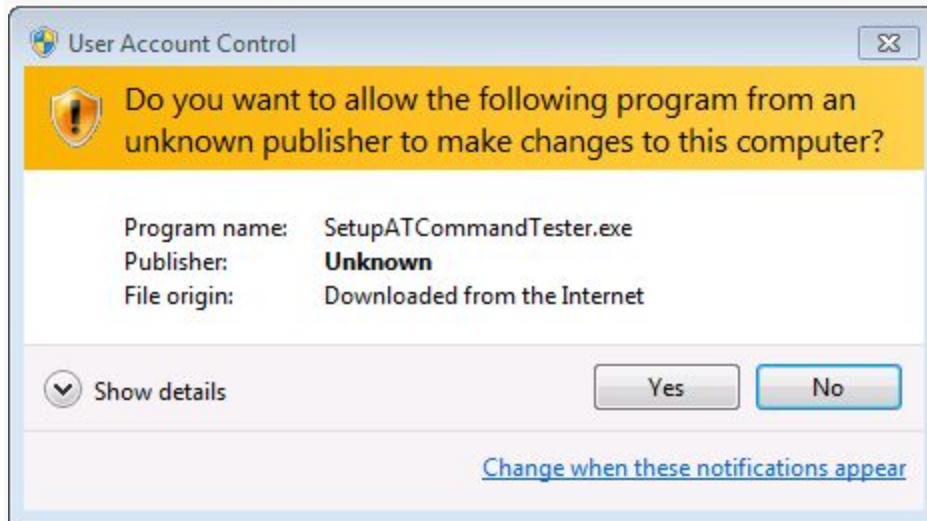 User Account Control
Do you want to allow the following program from an
unknown publisher to make changes to this computer?
Program name: SetupATCommandTester.exe
Publisher: Unknown
File origin: Downloaded from the Internet
Show details
Yes No
Change when these notifications appear